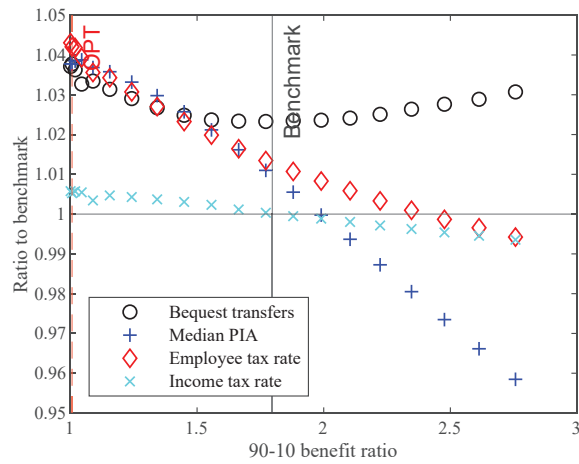 1.05
1.04
1.03
1.02
1.01
1
0.99
0.98
0.97
0.96
0.95
Ratio to benchmark
OPT
Benchmark
Bequest transfers
Median PIA
Employee tax rate
Income tax rate
1
1.5
2
2.5
3
90-10 benefit ratio